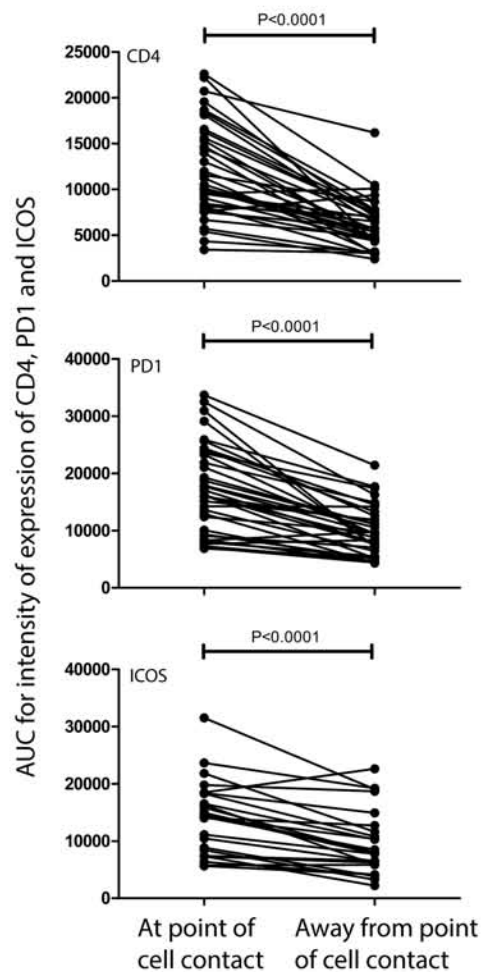 AUC for intensity of expression of CD4, PD1 and ICOS
P<0.0001
CD4
25000
20000
15000
10000
5000
0
P<0.0001
PD1
40000
30000
20000
10000
0
P<0.0001
ICOS
40000
30000
20000
10000
0
At point of
cell contact
Away from point
of cell contact